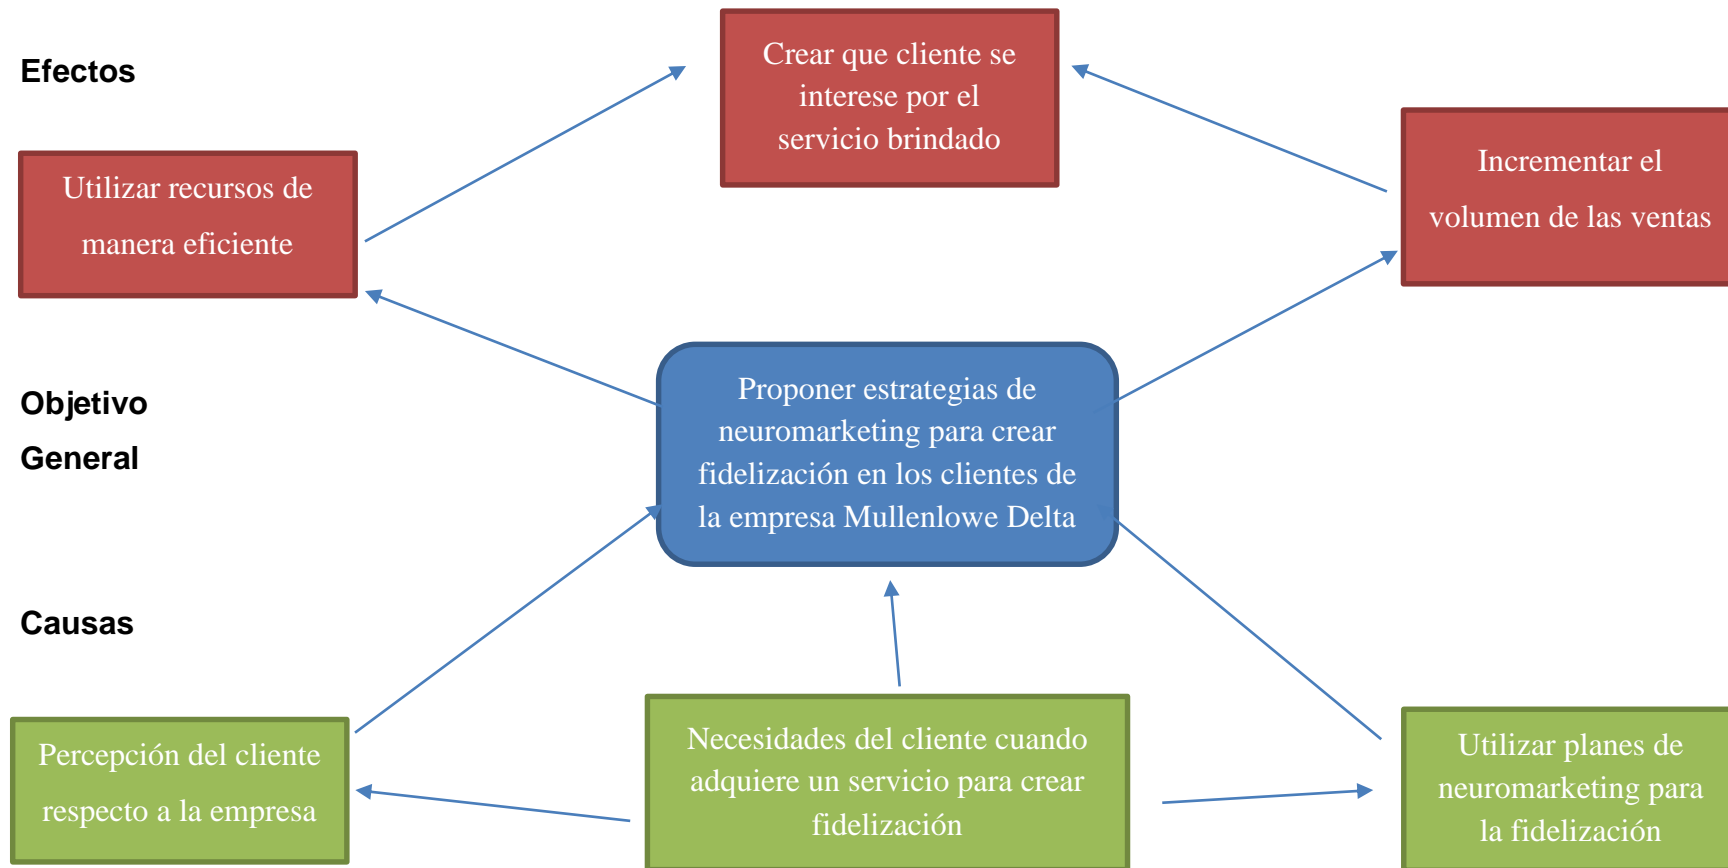 Efectos
Crear que cliente se
interese por el
servicio brindado
Utilizar recursos de
manera eficiente
Incrementar el
volumen de las ventas
Objetivo
General
Proponer estrategias de
neuromarketing para crear
fidelización en los clientes de
la empresa Mullenlowe Delta
Causas
Percepción del cliente
respecto a la empresa
Necesidades del cliente cuando
adquiere un servicio para crear
fidelización
Utilizar planes de
neuromarketing para
la fidelización